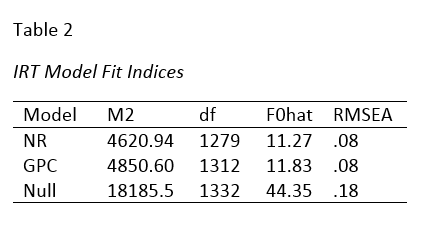 Table 2
IRT Model Fit Indices
Model M2 df F0hat RMSEA
NR 4620.94 1279 11.27 .08
GPC 4850.60 1312 11.83 .08
Null 18185.5 1332 44.35 .18